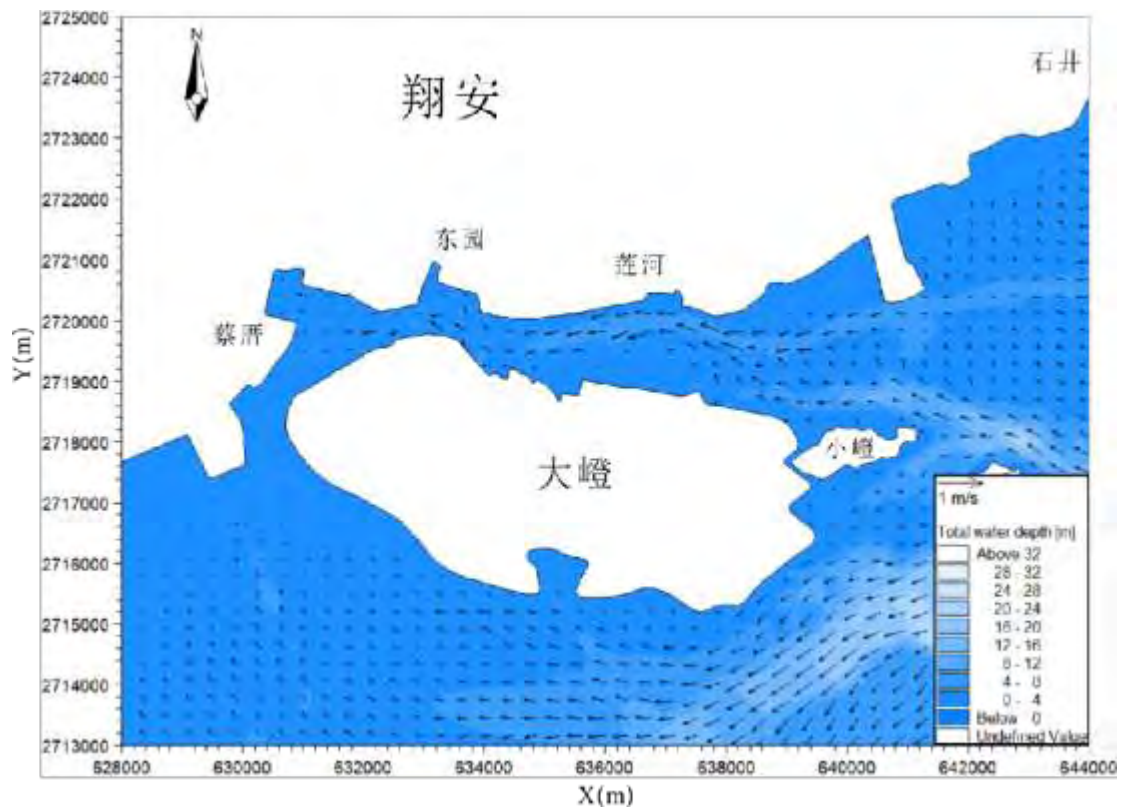 2725000
2724000
2723000
2722000
2721000
2720000
2719000
2718000
2717000
2716000
2715000
2714000
2713000
Y(m)
N
翔安
石井
东园
莲河
蔡厝
大嶝
小嶝
1 m/s
Total water depth [m]
Above 32
28 - 32
24 - 28
20 - 24
16 - 20
12 - 16
8 - 12
4 - 8
0 - 4
Below 0
Undefined Value
628000 630000 632000 634000 636000 638000 640000 642000 644000
X(m)